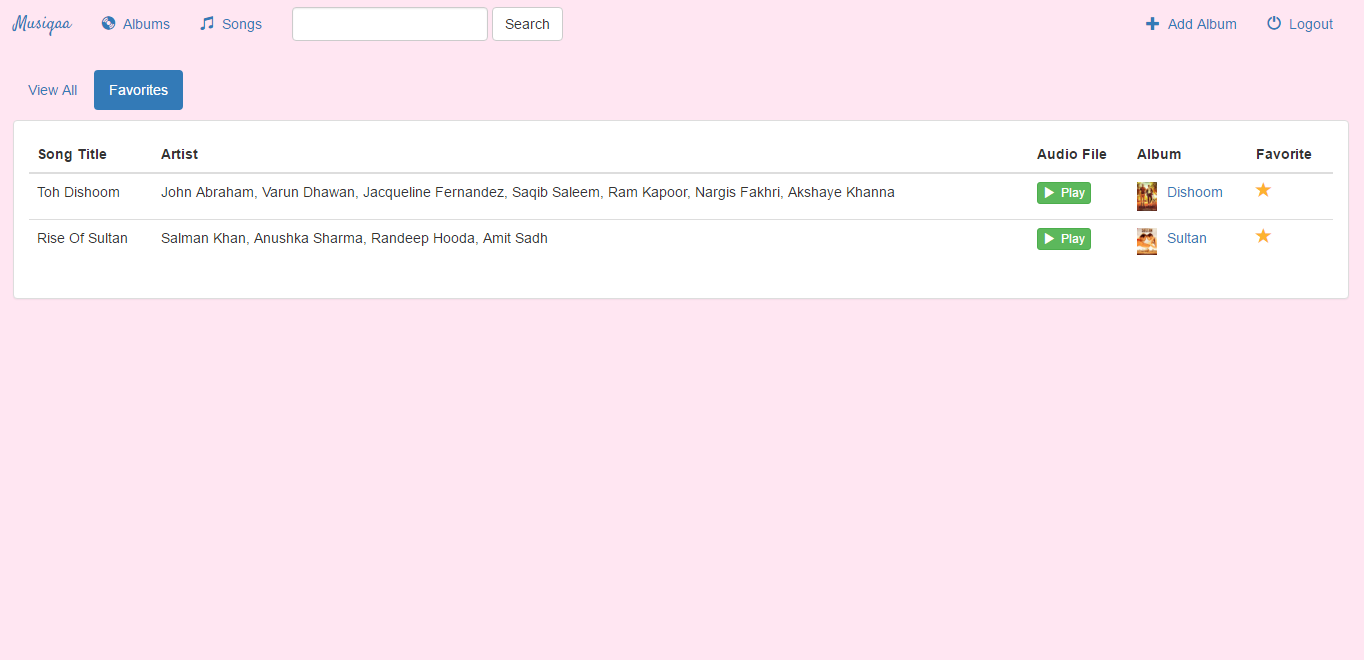 Musiqaa Albums Songs Search Add Album Logout
View All Favorites
Song Title Artist Audio File Album Favorite
Toh Dishoom John Abraham, Varun Dhawan, Jacqueline Fernandez, Saqib Saleem, Ram Kapoor, Nargis Fakhri, Akshaye Khanna Play Dishoom
Rise Of Sultan Salman Khan, Anushka Sharma, Randeep Hooda, Amit Sadh Play Sultan